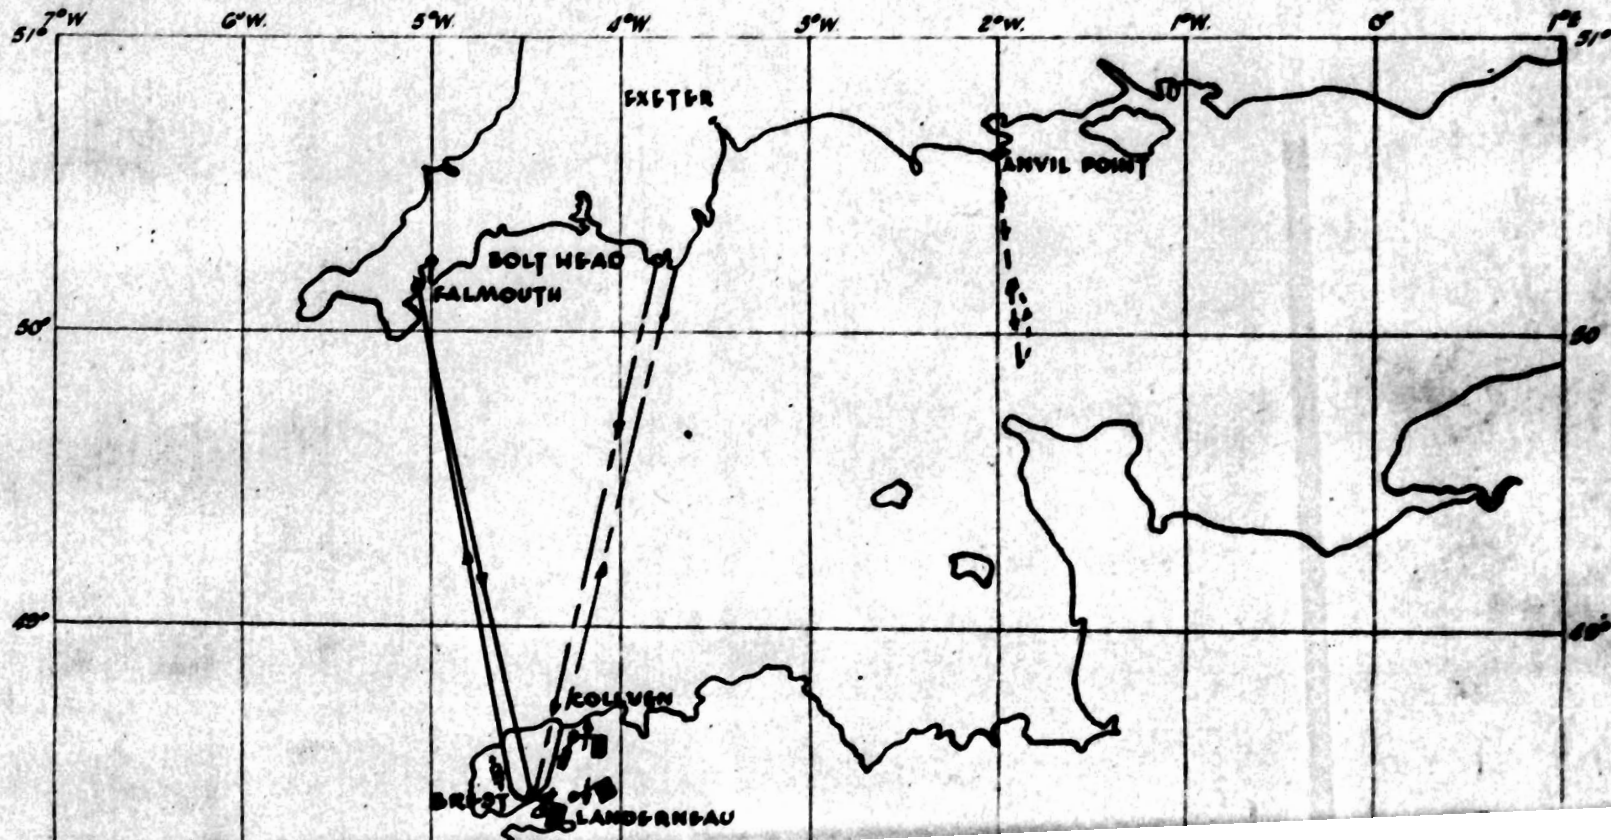 7°W 6°W. 5°W. 4°W. 3°W. 2°W. 1°W. 0° 1°E
51° 51°
EXETER
ANVIL POINT
BOLT HEAD
FALMOUTH
50° 50
49° 49°
BREST
LANDERNEAU